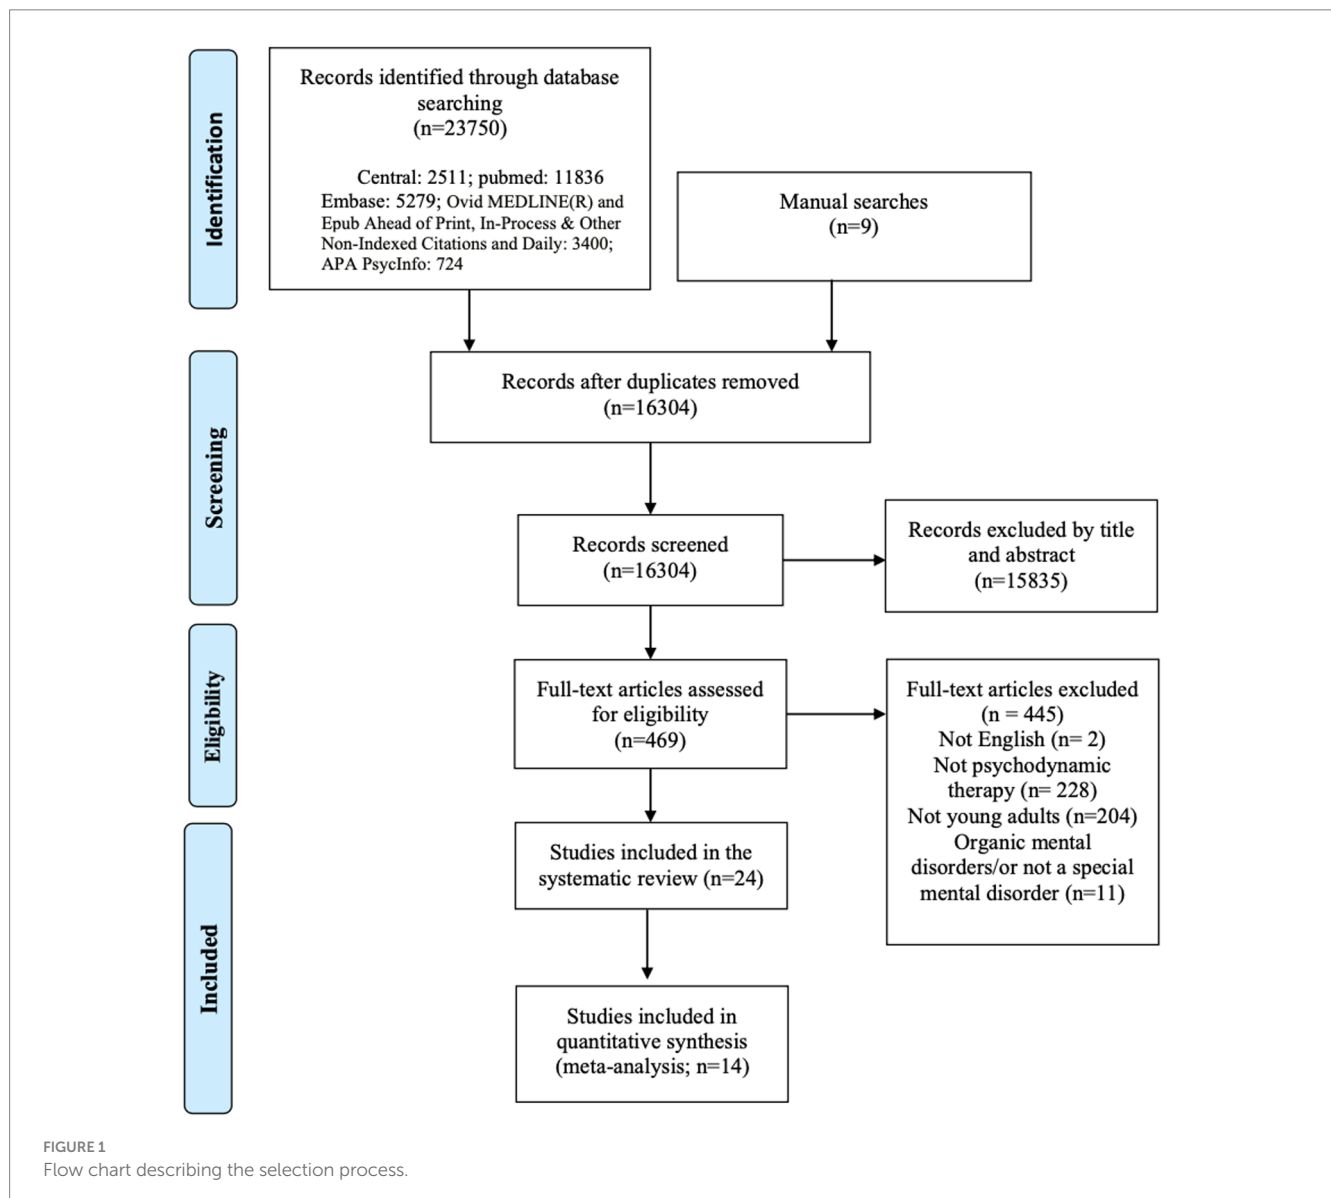 Identification
Records identified through database
searching
(n=23750)
Central: 2511; pubmed: 11836
Embase: 5279; Ovid MEDLINE(R) and
Epub Ahead of Print, In-Process & Other
Non-Indexed Citations and Daily: 3400;
APA PsycInfo: 724
Manual searches
(n=9)
Screening
Records after duplicates removed
(n=16304)
Records screened
(n=16304)
Records excluded by title
and abstract
(n=15835)
Eligibility
Full-text articles assessed
for eligibility
(n=469)
Full-text articles excluded
(n = 445)
Not English (n= 2)
Not psychodynamic
therapy (n= 228)
Not young adults (n=204)
Organic mental
disorders/or not a special
mental disorder (n=11)
Included
Studies included in the
systematic review (n=24)
Studies included in
quantitative synthesis
(meta-analysis; n=14)
FIGURE 1
Flow chart describing the selection process.